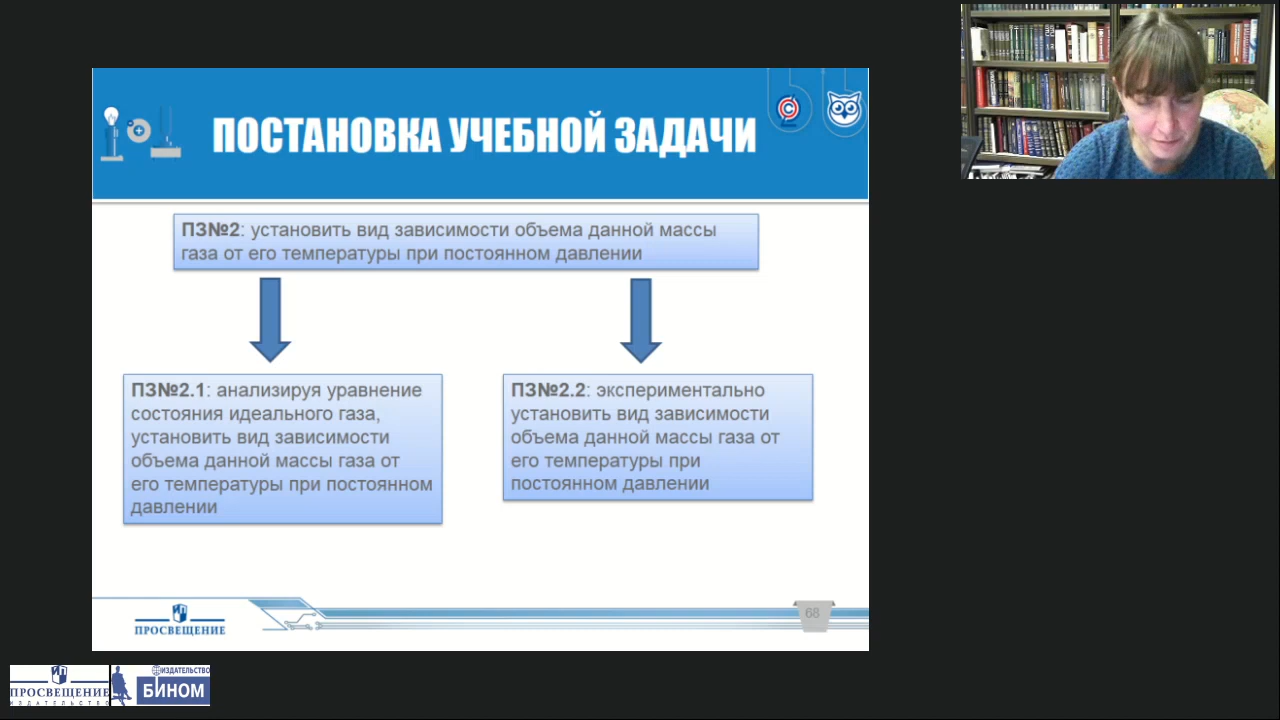 ПОСТАНОВКА УЧЕБНОЙ ЗАДАЧИ
ПЗ№2: установить вид зависимости объема данной массы
газа от его температуры при постоянном давлении
ПЗ№2.1: анализируя уравнение
состояния идеального газа,
установить вид зависимости
объема данной массы газа от
его температуры при постоянном
давлении
ПЗ№2.2: экспериментально
установить вид зависимости
объема данной массы газа от
его температуры при
постоянном давлении
ПРОСВЕЩЕНИЕ
68
ПРОСВЕЩЕНИЕ
ИЗДАТЕЛЬСТВО
ИЗДАТЕЛЬСТВО
БИНОМ